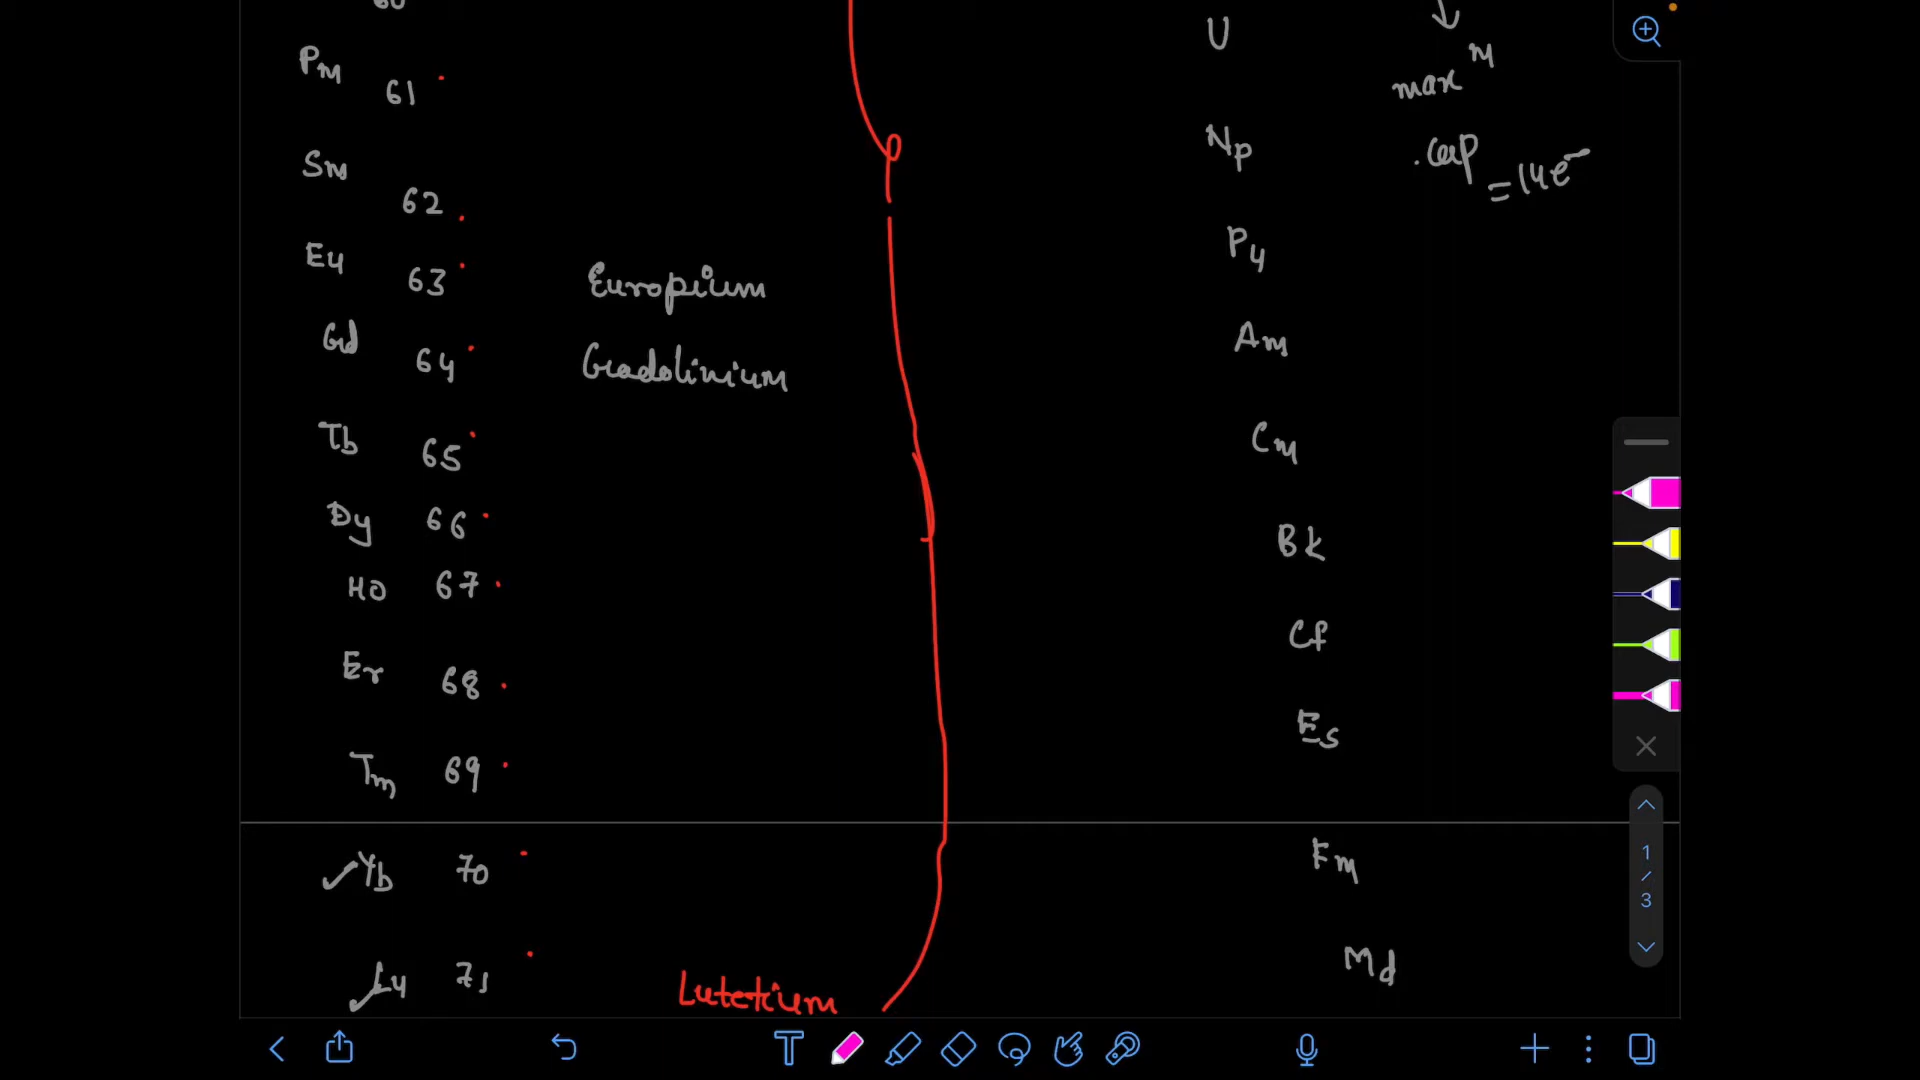 60
Pm 61
Sm 62
Eu 63 Europium
Gd 64 Gadolinium
Tb 65
Dy 66
Ho 67
Er 68
Tm 69
Yb 70
Lu 71 Lutetium
U
Np
Pu
Am
Cm
Bk
Cf
Es
Fm
Md
max m
.cap
= 14e⁻
1
/
3
T